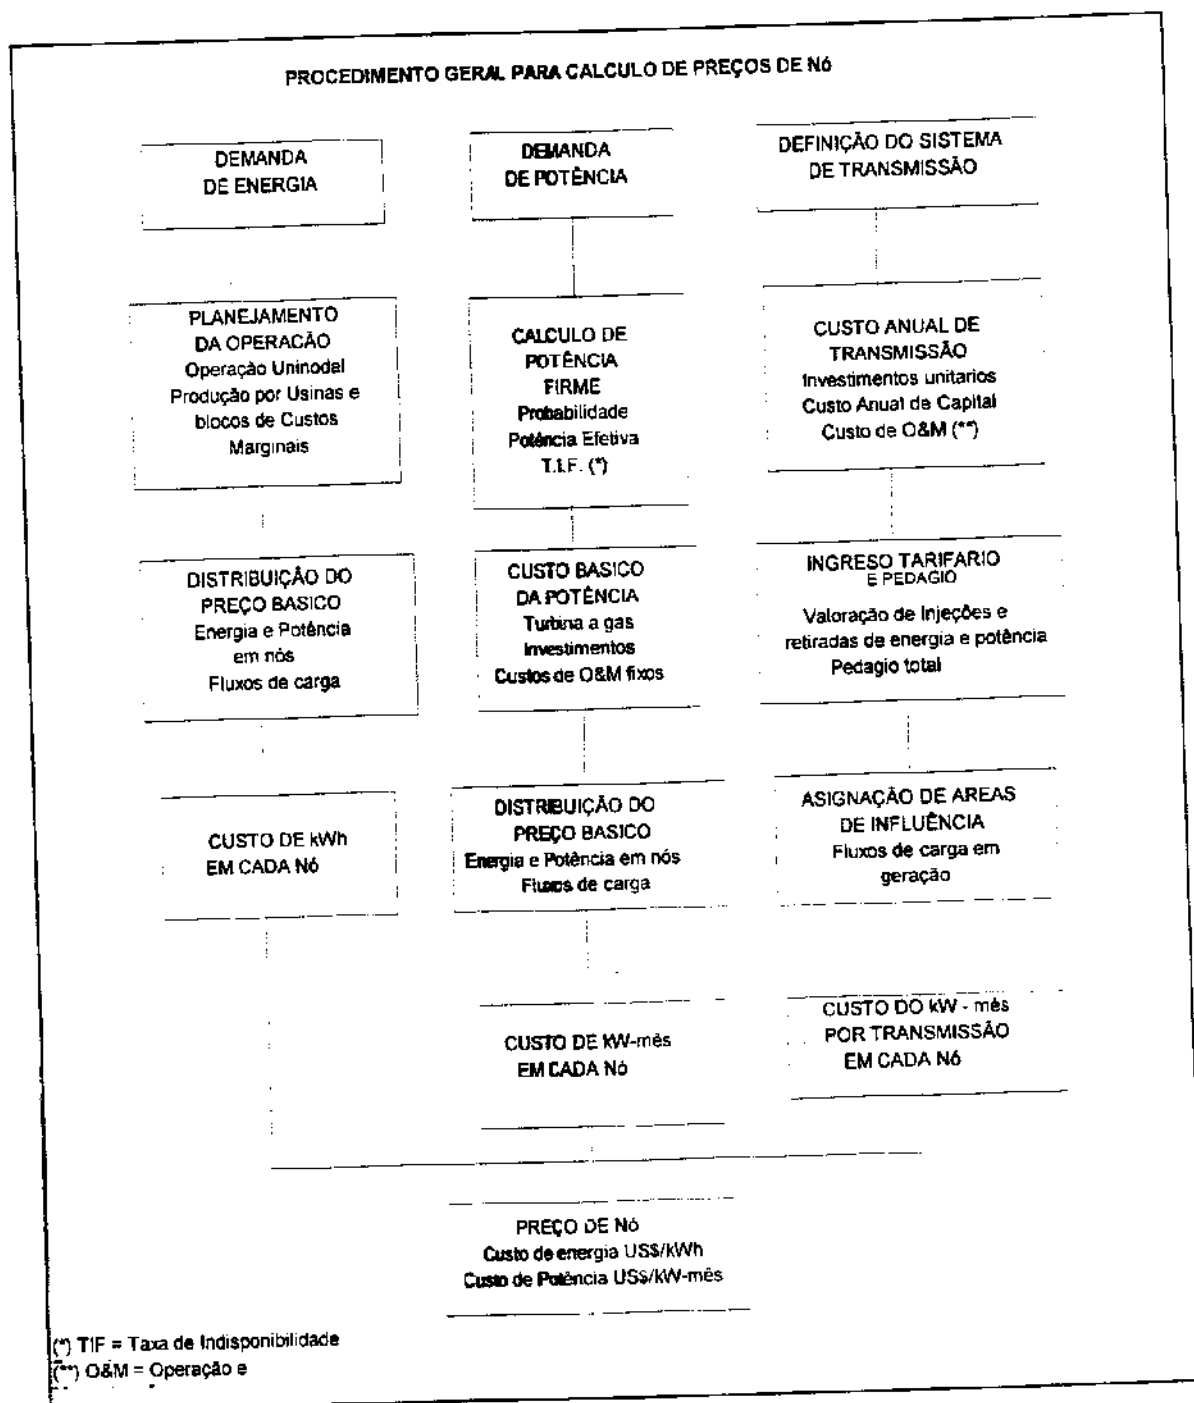 PROCEDIMENTO GERAL PARA CALCULO DE PREÇOS DE NÓ
DEMANDA
DE ENERGIA
DEMANDA
DE POTÊNCIA
DEFINIÇÃO DO SISTEMA
DE TRANSMISSÃO
PLANEJAMENTO
DA OPERACÃO
Operação Uninodal
Produção por Usinas e
blocos de Custos
Marginais
CALCULO DE
POTÊNCIA
FIRME
Probabilidade
Potência Efetiva
T.I.F. (*)
CUSTO ANUAL DE
TRANSMISSÃO
Investimentos unitarios
Custo Anual de Capital
Custo de O&M (**)
DISTRIBUIÇÃO DO
PREÇO BASICO
Energia e Potência
em nós
Fluxos de carga
CUSTO BASICO
DA POTÊNCIA
Turbina a gas
Investimentos
Custos de O&M fixos
INGRESO TARIFARIO
E PEDAGIO
Valoração de Injeções e
retiradas de energia e potência
Pedagio total
CUSTO DE kWh
EM CADA NÓ
DISTRIBUIÇÃO DO
PREÇO BASICO
Energia e Potência em nós
Fluxos de carga
ASIGNAÇÃO DE AREAS
DE INFLUÊNCIA
Fluxos de carga em
geração
CUSTO DE kW-mês
EM CADA NÓ
CUSTO DO kW - mês
POR TRANSMISSÃO
EM CADA NÓ
PREÇO DE NÓ
Custo de energia US$/kWh
Custo de Potência US$/kW-mês
(*) TIF = Taxa de Indisponibilidade
(**) O&M = Operação e